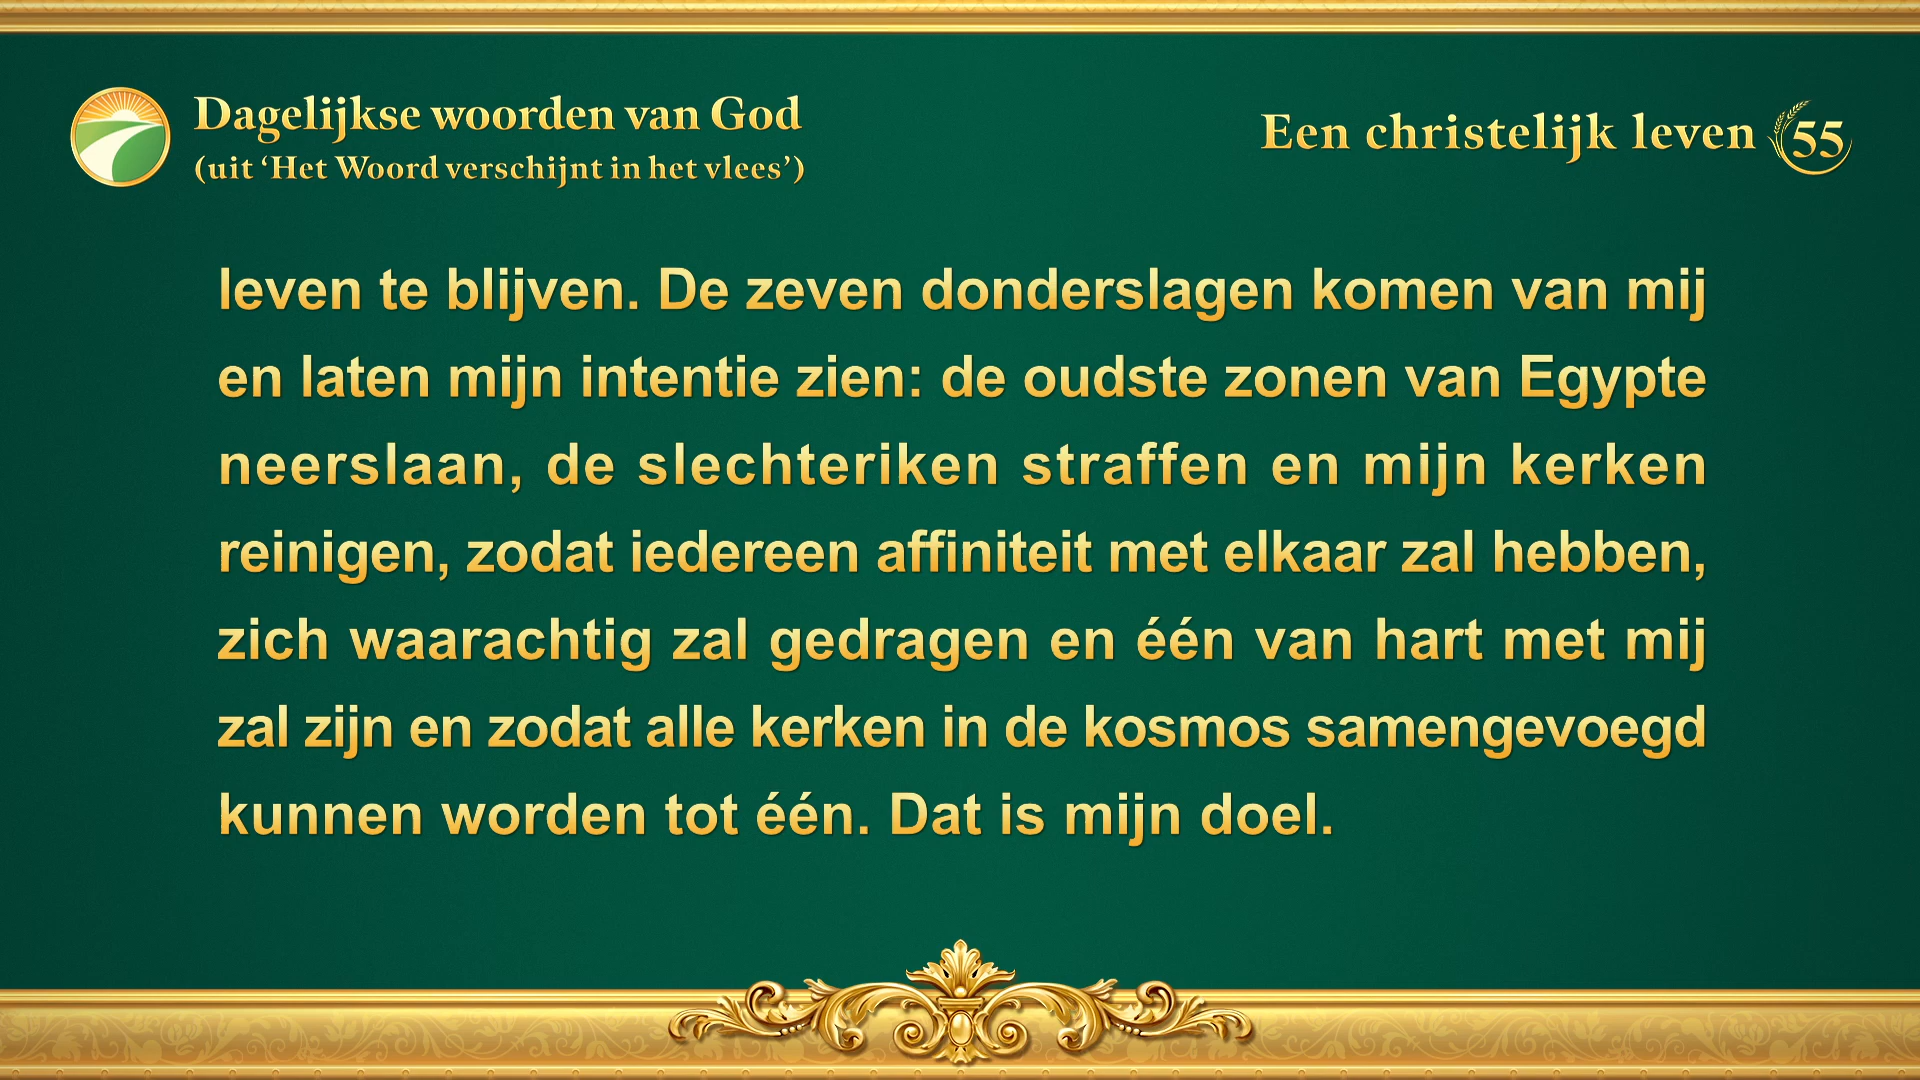 Dagelijkse woorden van God
(uit ‘Het Woord verschijnt in het vlees’)
Een christelijk leven 55
leven te blijven. De zeven donderslagen komen van mij
en laten mijn intentie zien: de oudste zonen van Egypte
neerslaan, de slechteriken straffen en mijn kerken
reinigen, zodat iedereen affiniteit met elkaar zal hebben,
zich waarachtig zal gedragen en één van hart met mij
zal zijn en zodat alle kerken in de kosmos samengevoegd
kunnen worden tot één. Dat is mijn doel.